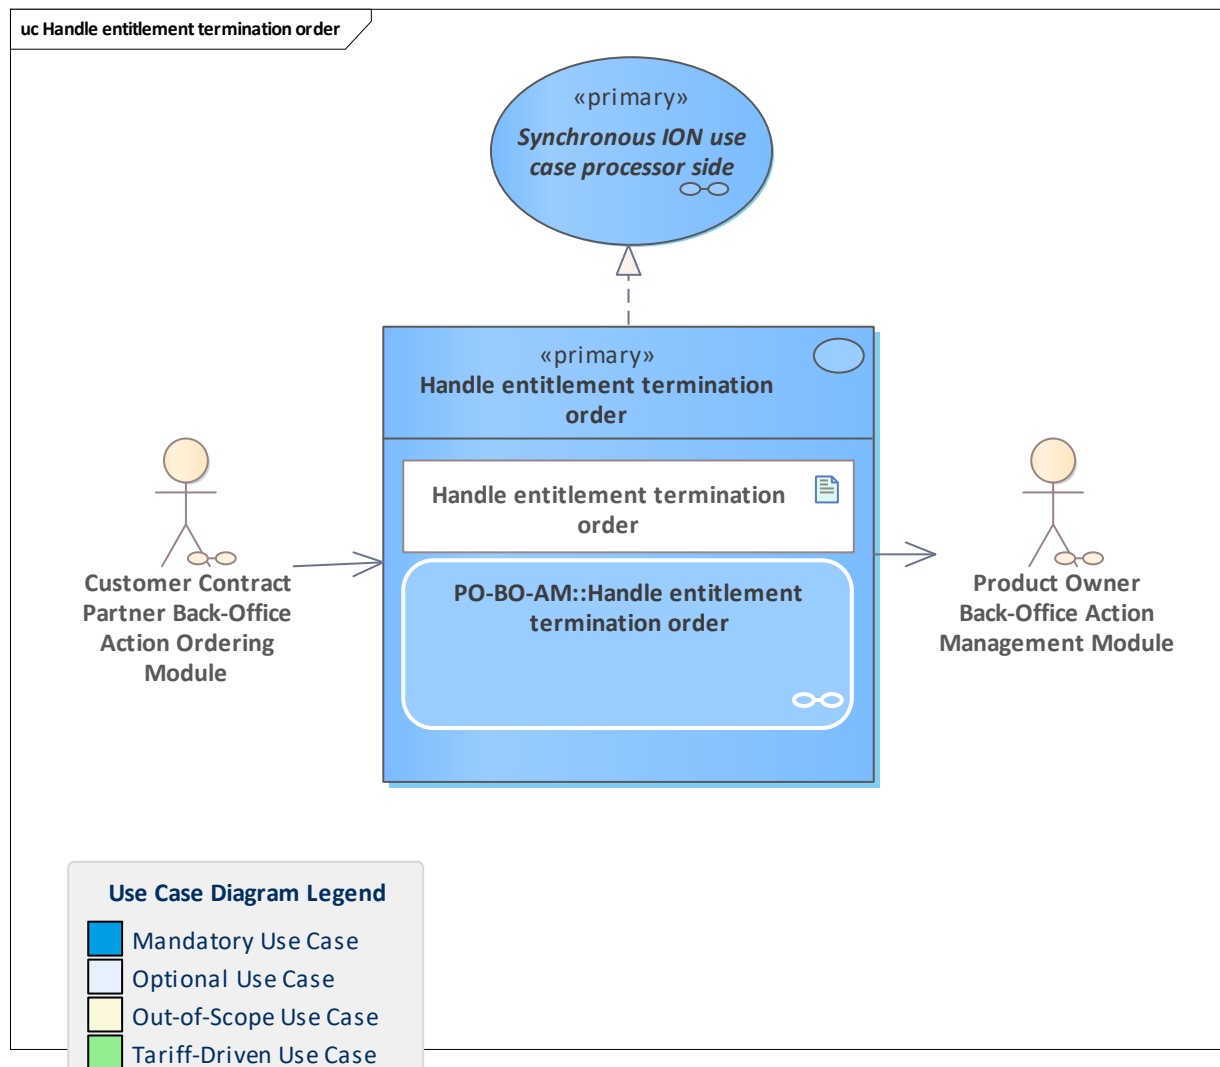 uc Handle entitlement termination order
«primary»
Synchronous ION use
case processor side
«primary»
Handle entitlement termination
order
Handle entitlement termination
order
PO-BO-AM::Handle entitlement
termination order
Customer Contract
Partner Back-Office
Action Ordering
Module
Product Owner
Back-Office Action
Management Module
Use Case Diagram Legend
Mandatory Use Case
Optional Use Case
Out-of-Scope Use Case
Tariff-Driven Use Case